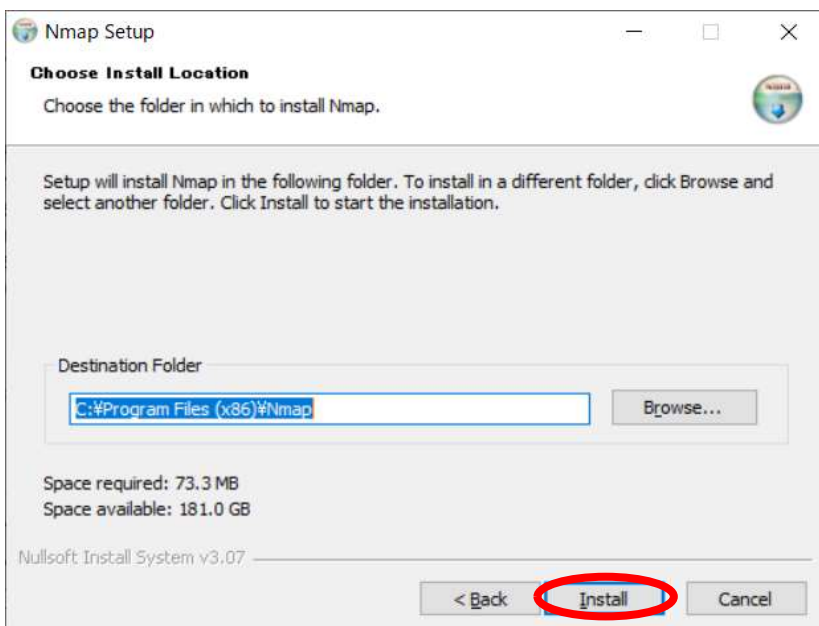 Nmap Setup
Choose Install Location
Choose the folder in which to install Nmap.
Setup will install Nmap in the following folder. To install in a different folder, click Browse and
select another folder. Click Install to start the installation.
Destination Folder
C:¥Program Files (x86)¥Nmap
Browse...
Space required: 73.3 MB
Space available: 181.0 GB
Nullsoft Install System v3.07
< Back Install Cancel